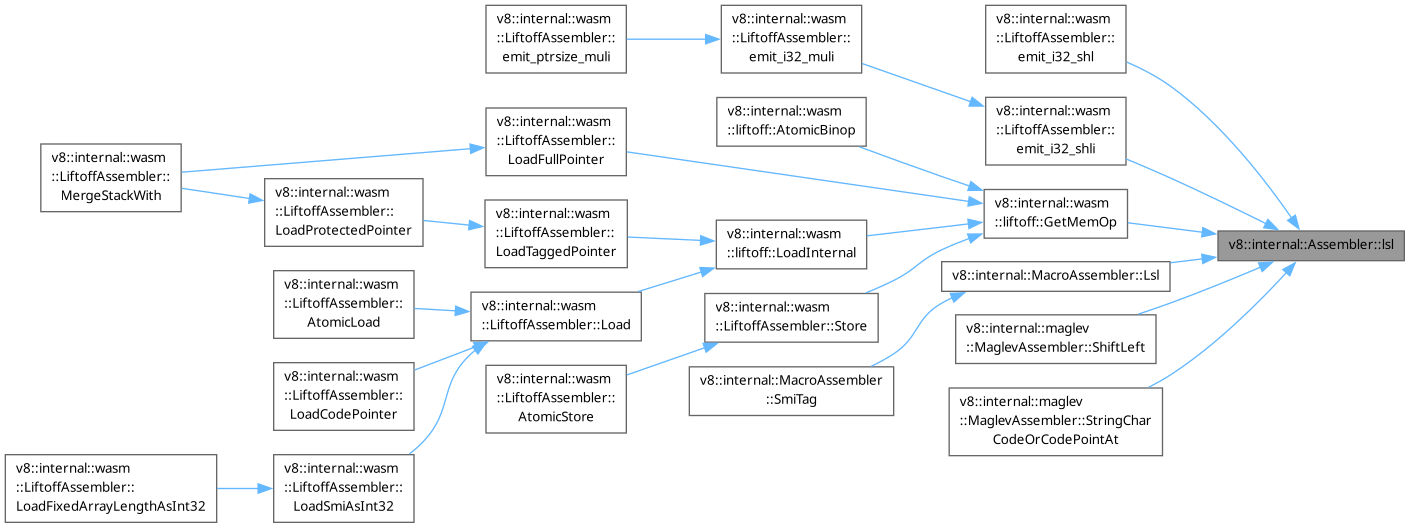 v8::internal::wasm
::LiftoffAssembler::
emit_ptrsize_muli
v8::internal::wasm
::LiftoffAssembler::
emit_i32_muli
v8::internal::wasm
::LiftoffAssembler::
emit_i32_shl
v8::internal::wasm
::liftoff::AtomicBinop
v8::internal::wasm
::LiftoffAssembler::
emit_i32_shli
v8::internal::wasm
::LiftoffAssembler::
LoadFullPointer
v8::internal::wasm
::LiftoffAssembler::
MergeStackWith
v8::internal::wasm
::LiftoffAssembler::
LoadProtectedPointer
v8::internal::wasm
::LiftoffAssembler::
LoadTaggedPointer
v8::internal::wasm
::liftoff::LoadInternal
v8::internal::wasm
::liftoff::GetMemOp
v8::internal::Assembler::lsl
v8::internal::MacroAssembler::Lsl
v8::internal::wasm
::LiftoffAssembler::
AtomicLoad
v8::internal::wasm
::LiftoffAssembler::Load
v8::internal::wasm
::LiftoffAssembler::Store
v8::internal::maglev
::MaglevAssembler::ShiftLeft
v8::internal::wasm
::LiftoffAssembler::
LoadCodePointer
v8::internal::wasm
::LiftoffAssembler::
AtomicStore
v8::internal::MacroAssembler
::SmiTag
v8::internal::maglev
::MaglevAssembler::StringChar
CodeOrCodePointAt
v8::internal::wasm
::LiftoffAssembler::
LoadFixedArrayLengthAsInt32
v8::internal::wasm
::LiftoffAssembler::
LoadSmiAsInt32